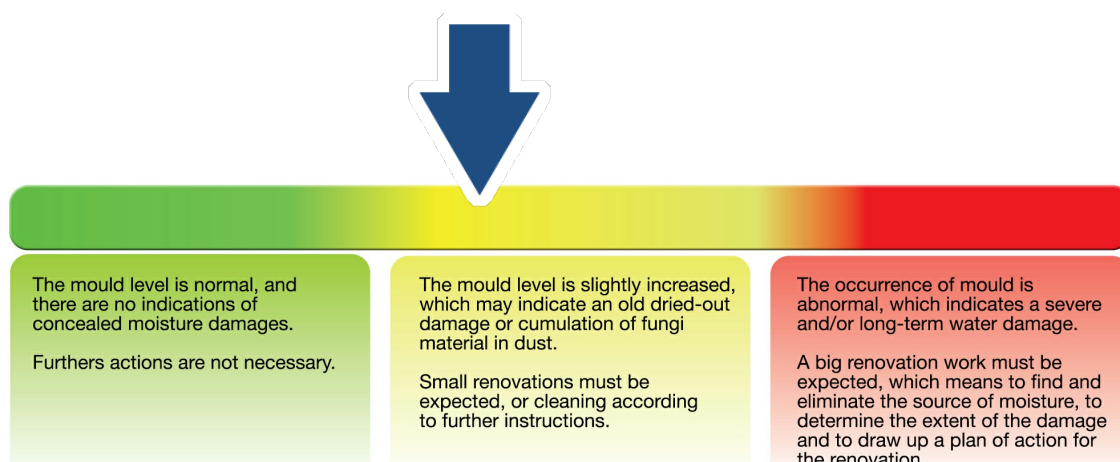 The mould level is normal, and
there are no indications of
concealed moisture damages.
Furthers actions are not necessary.
The mould level is slightly increased,
which may indicate an old dried-out
damage or cumulation of fungi
material in dust.
Small renovations must be
expected, or cleaning according
to further instructions.
The occurrence of mould is
abnormal, which indicates a severe
and/or long-term water damage.
A big renovation work must be
expected, which means to find and
eliminate the source of moisture, to
determine the extent of the damage
and to draw up a plan of action for
the renovation